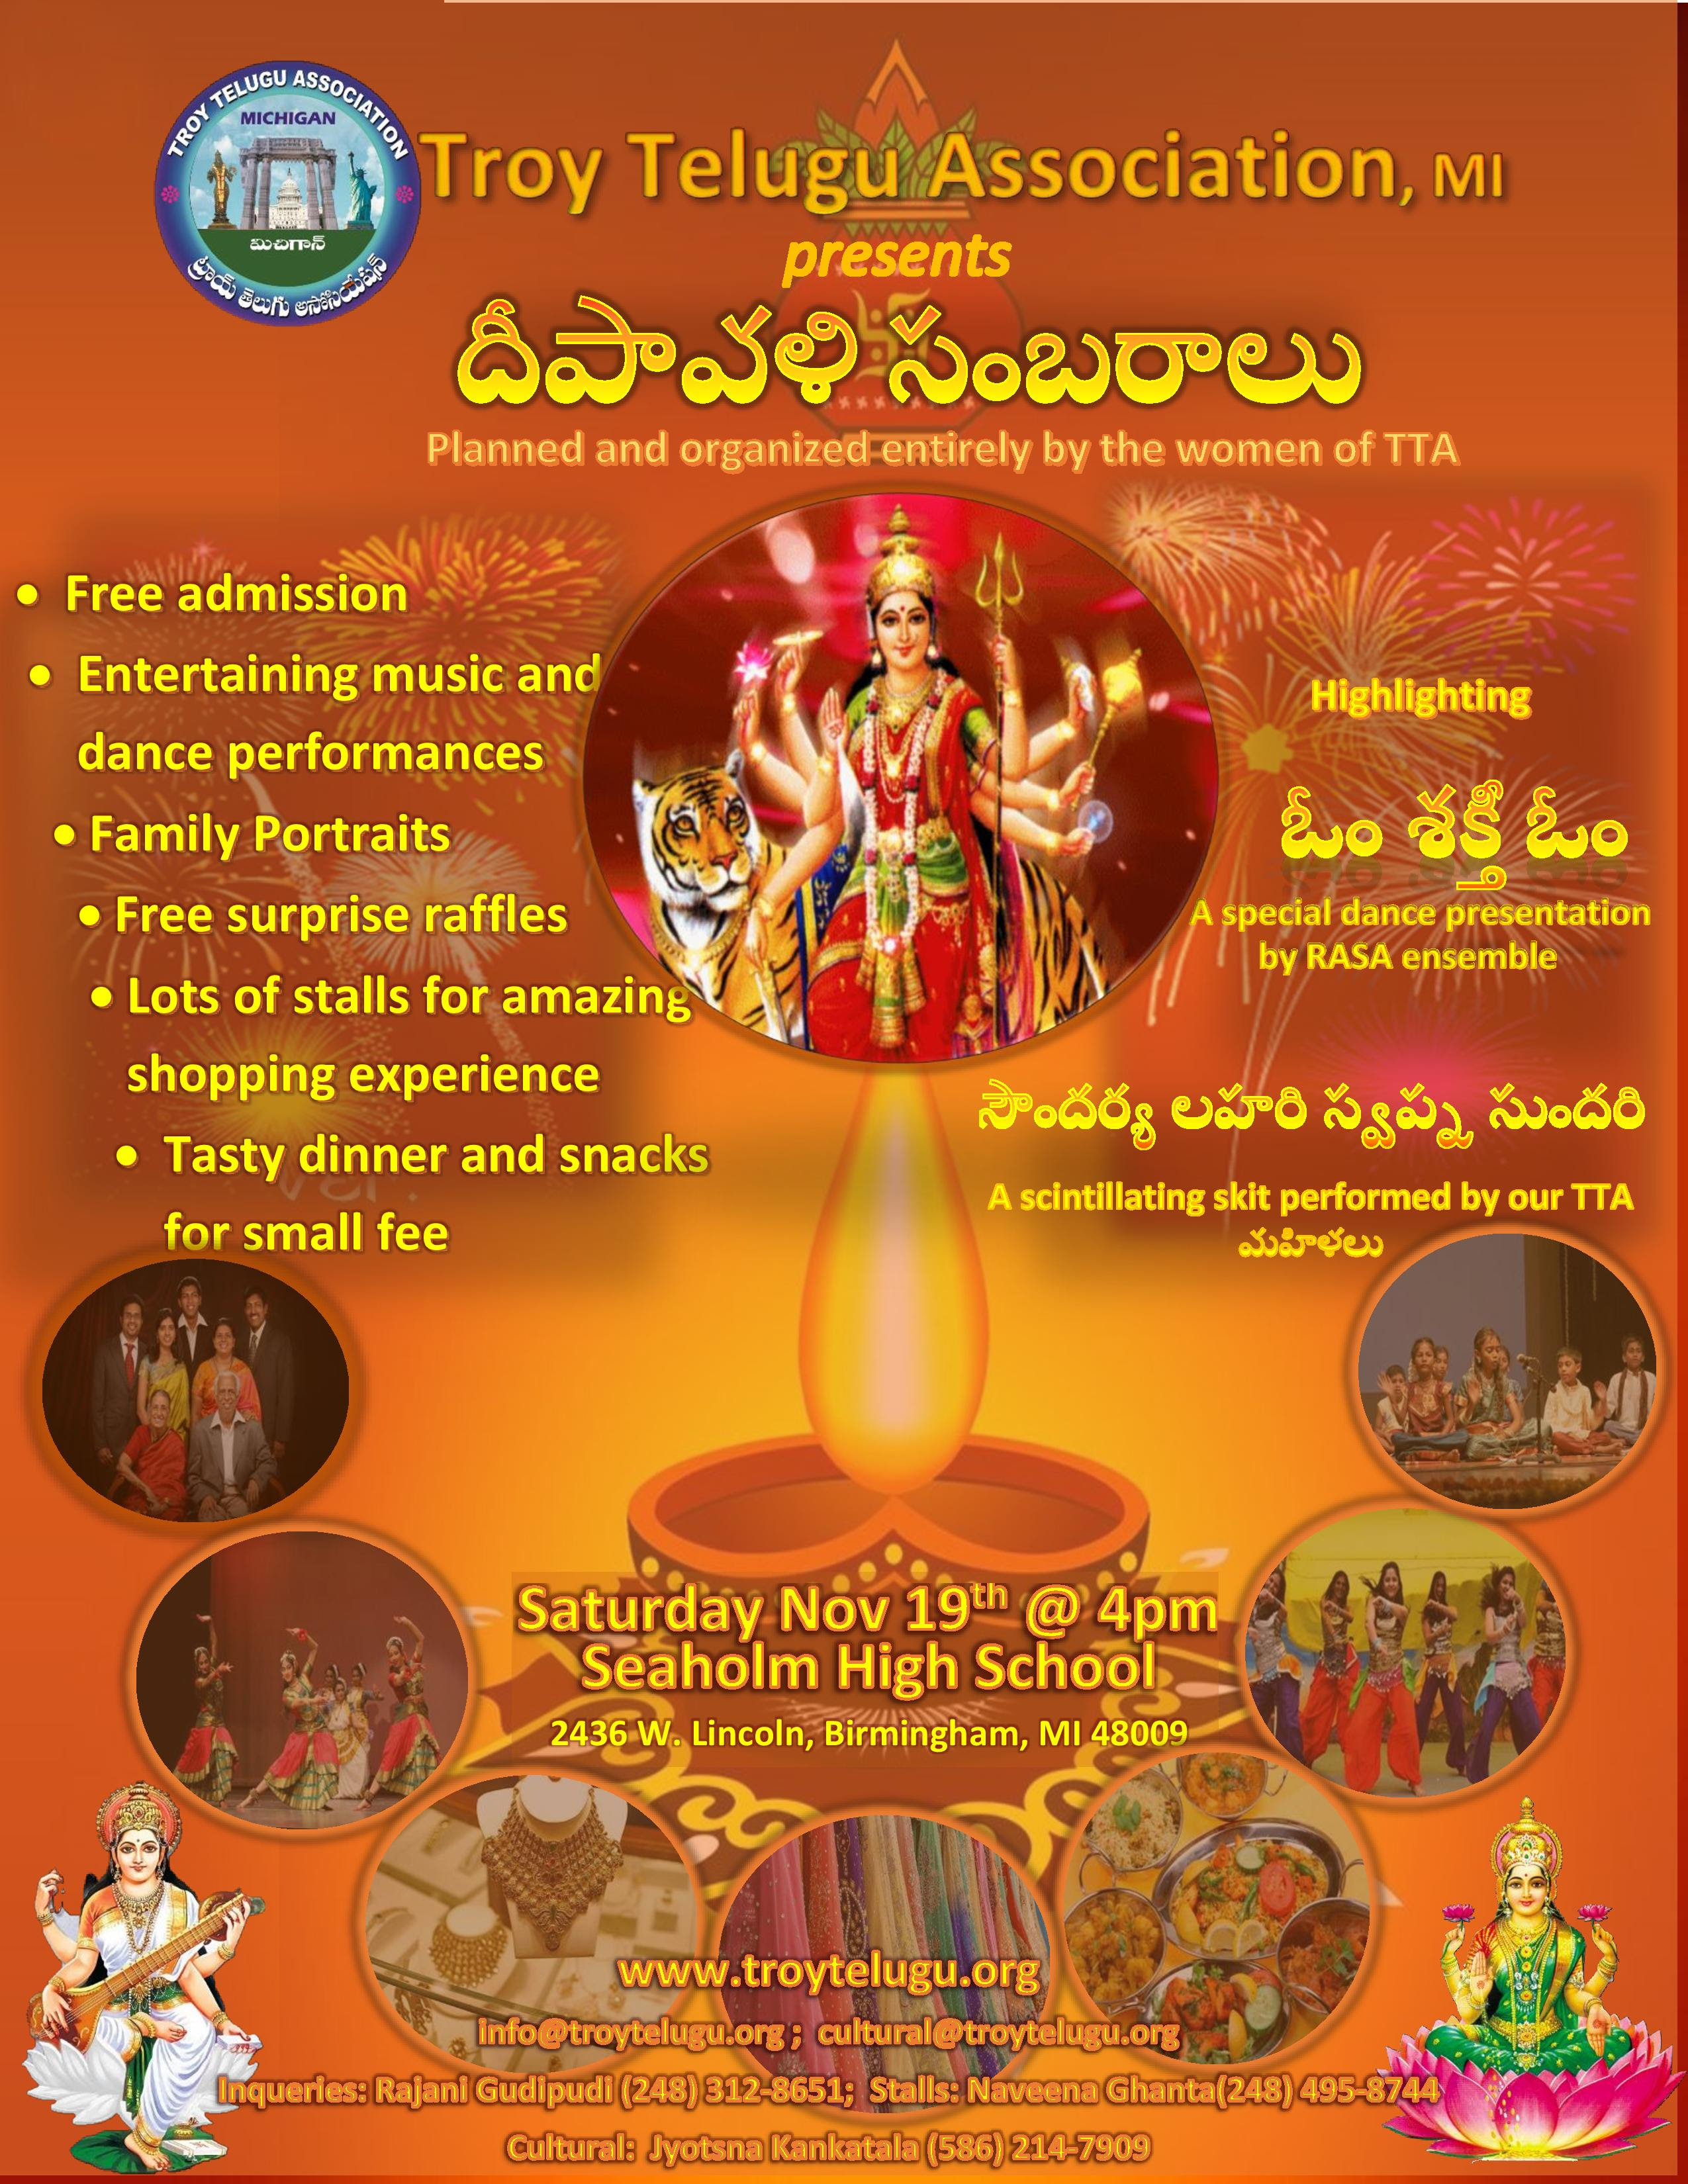 TROY TELUGU ASSOCIATION
MICHIGAN
మిచిగాన్
ట్రాయ్ తెలుగు అసోసియేషన్
Troy Telugu Association, MI
presents
దీపావళి సంబరాలు
Planned and organized entirely by the women of TTA
• Free admission
• Entertaining music and
dance performances
• Family Portraits
• Free surprise raffles
• Lots of stalls for amazing
shopping experience
• Tasty dinner and snacks
for small fee
Highlighting
ఓం శక్తి ఓం
A special dance presentation
by RASA ensemble
సౌందర్య లహరి స్వప్న సుందరి
A scintillating skit performed by our TTA
మహిళలు
Saturday Nov 19th @ 4pm
Seaholm High School
2436 W. Lincoln, Birmingham, MI 48009
www.troytelugu.org
info@troytelugu.org ; cultural@troytelugu.org
Inqueries: Rajani Gudipudi (248) 312-8651; Stalls: Naveena Ghanta(248) 495-8744
Cultural: Jyotsna Kankatala (586) 214-7909